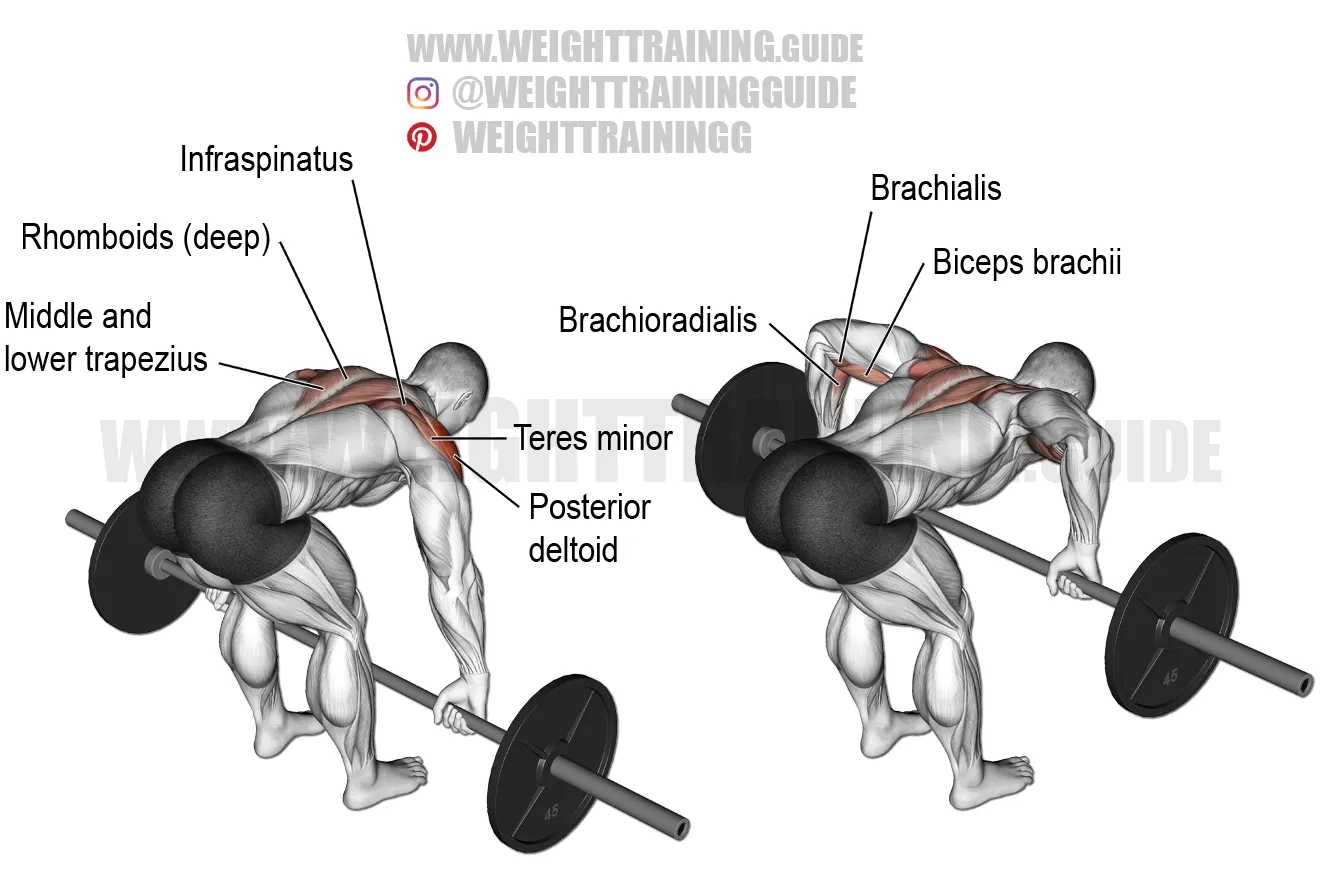 WWW.WEIGHTTRAINING.GUIDE
@WEIGHTTRAININGGUIDE
WEIGHTTRAININGG
Infraspinatus
Rhomboids (deep)
Middle and
lower trapezius
Teres minor
Posterior
deltoid
Brachialis
Biceps brachii
Brachioradialis
WWW.WEIGHTTRAINING.GUIDE
45
45